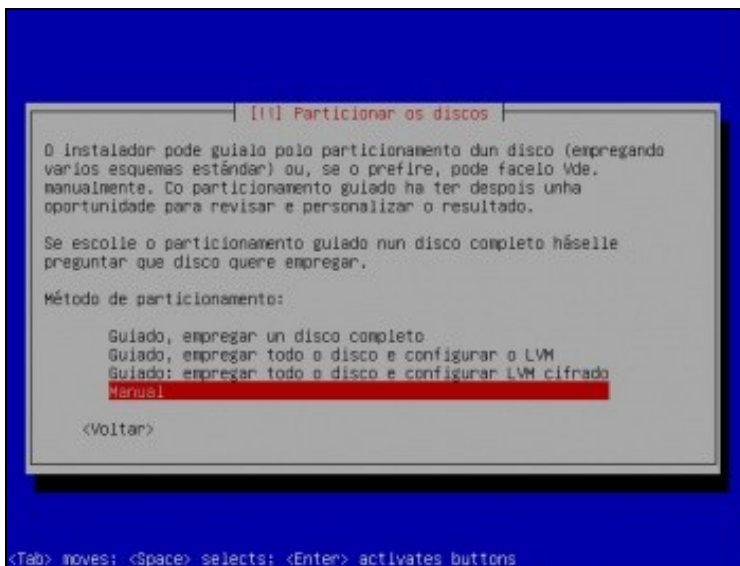 [!!] Particionar os discos
O instalador pode guialo polo particionamento dun disco (empregando
varios esquemas estándar) ou, se o prefire, pode facelo Vde.
manualmente. Co particionamento guiado ha ter despois unha
oportunidade para revisar e personalizar o resultado.
Se escolle o particionamento guiado nun disco completo háselle
preguntar que disco quere empregar.
Método de particionamento:
Guiado, empregar un disco completo
Guiado, empregar todo o disco e configurar o LVM
Guiado: empregar todo o disco e configurar LVM cifrado
Manual
<Voltar>
<Tab> moves; <Space> selects; <Enter> activates buttons